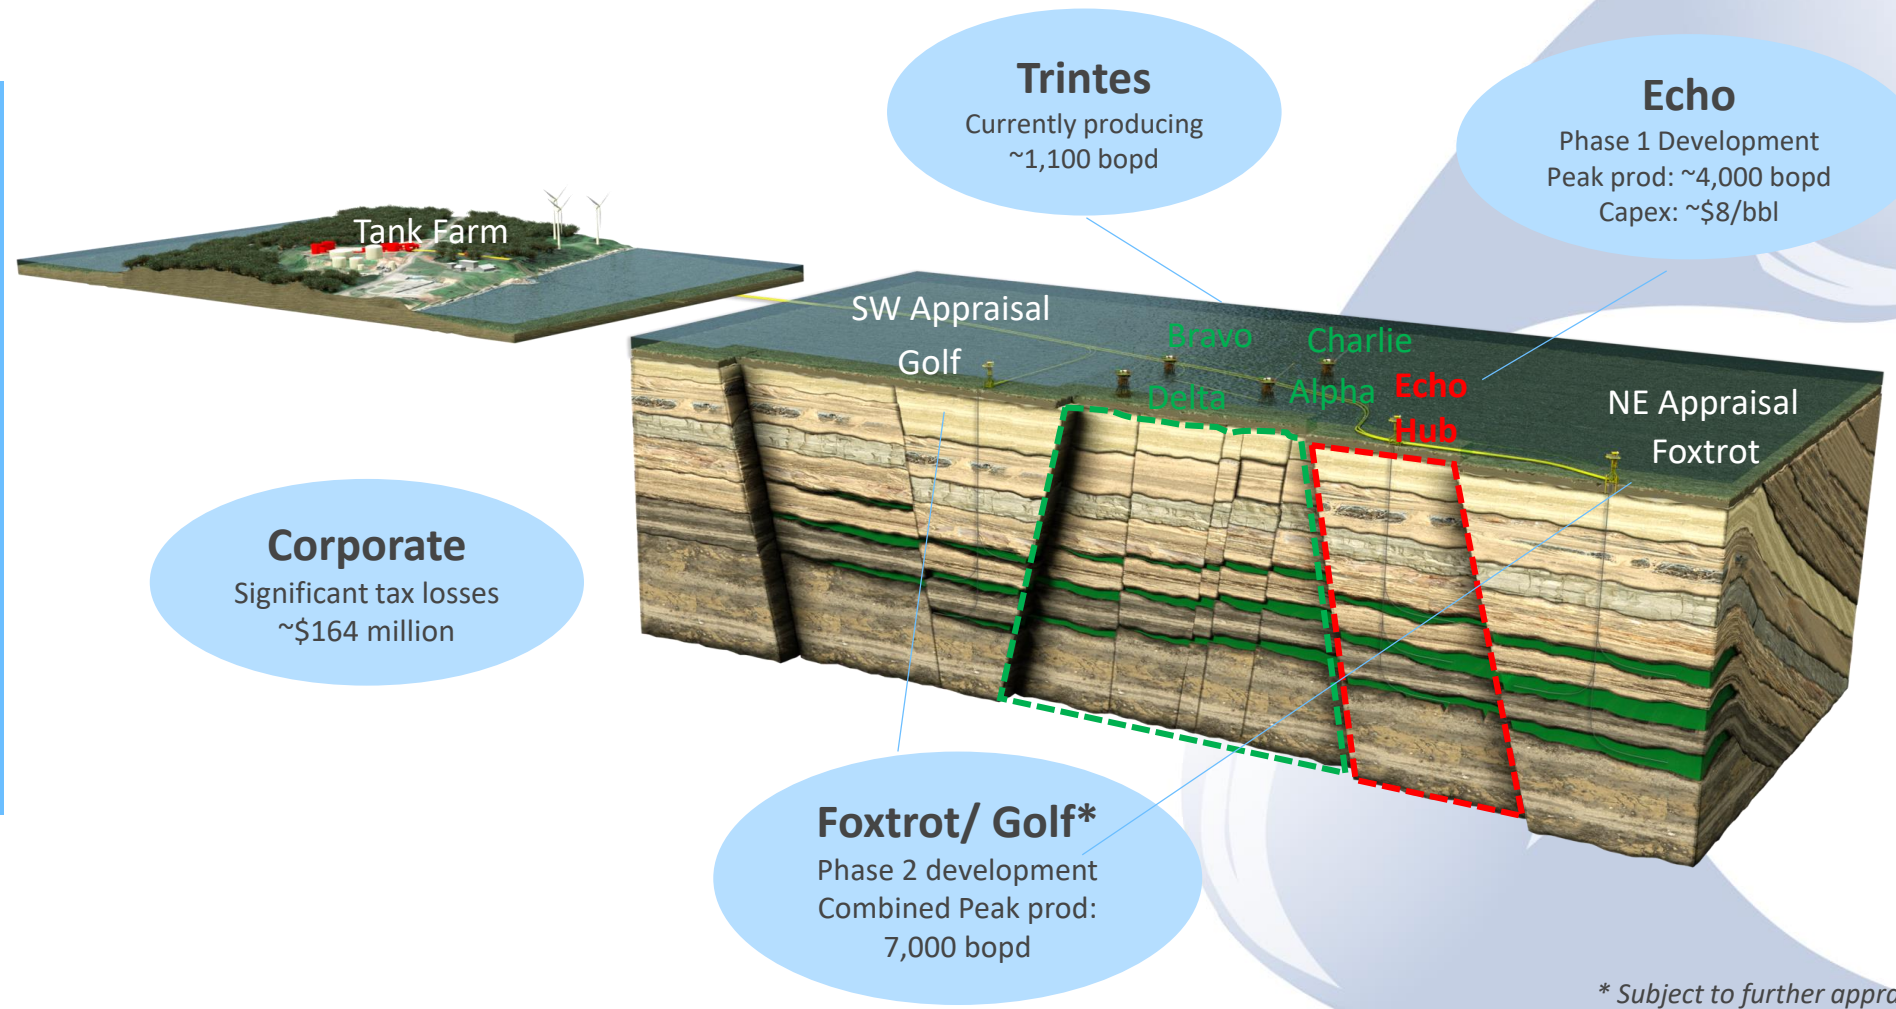 Trintes
Currently producing
~1,100 bopd
Echo
Phase 1 Development
Peak prod: ~4,000 bopd
Capex: ~$8/bbl
Tank Farm
SW Appraisal
Golf
Bravo
Charlie
Delta
Alpha
Echo
Hub
NE Appraisal
Foxtrot
Corporate
Significant tax losses
~$164 million
Foxtrot/ Golf*
Phase 2 development
Combined Peak prod:
7,000 bopd
* Subject to further